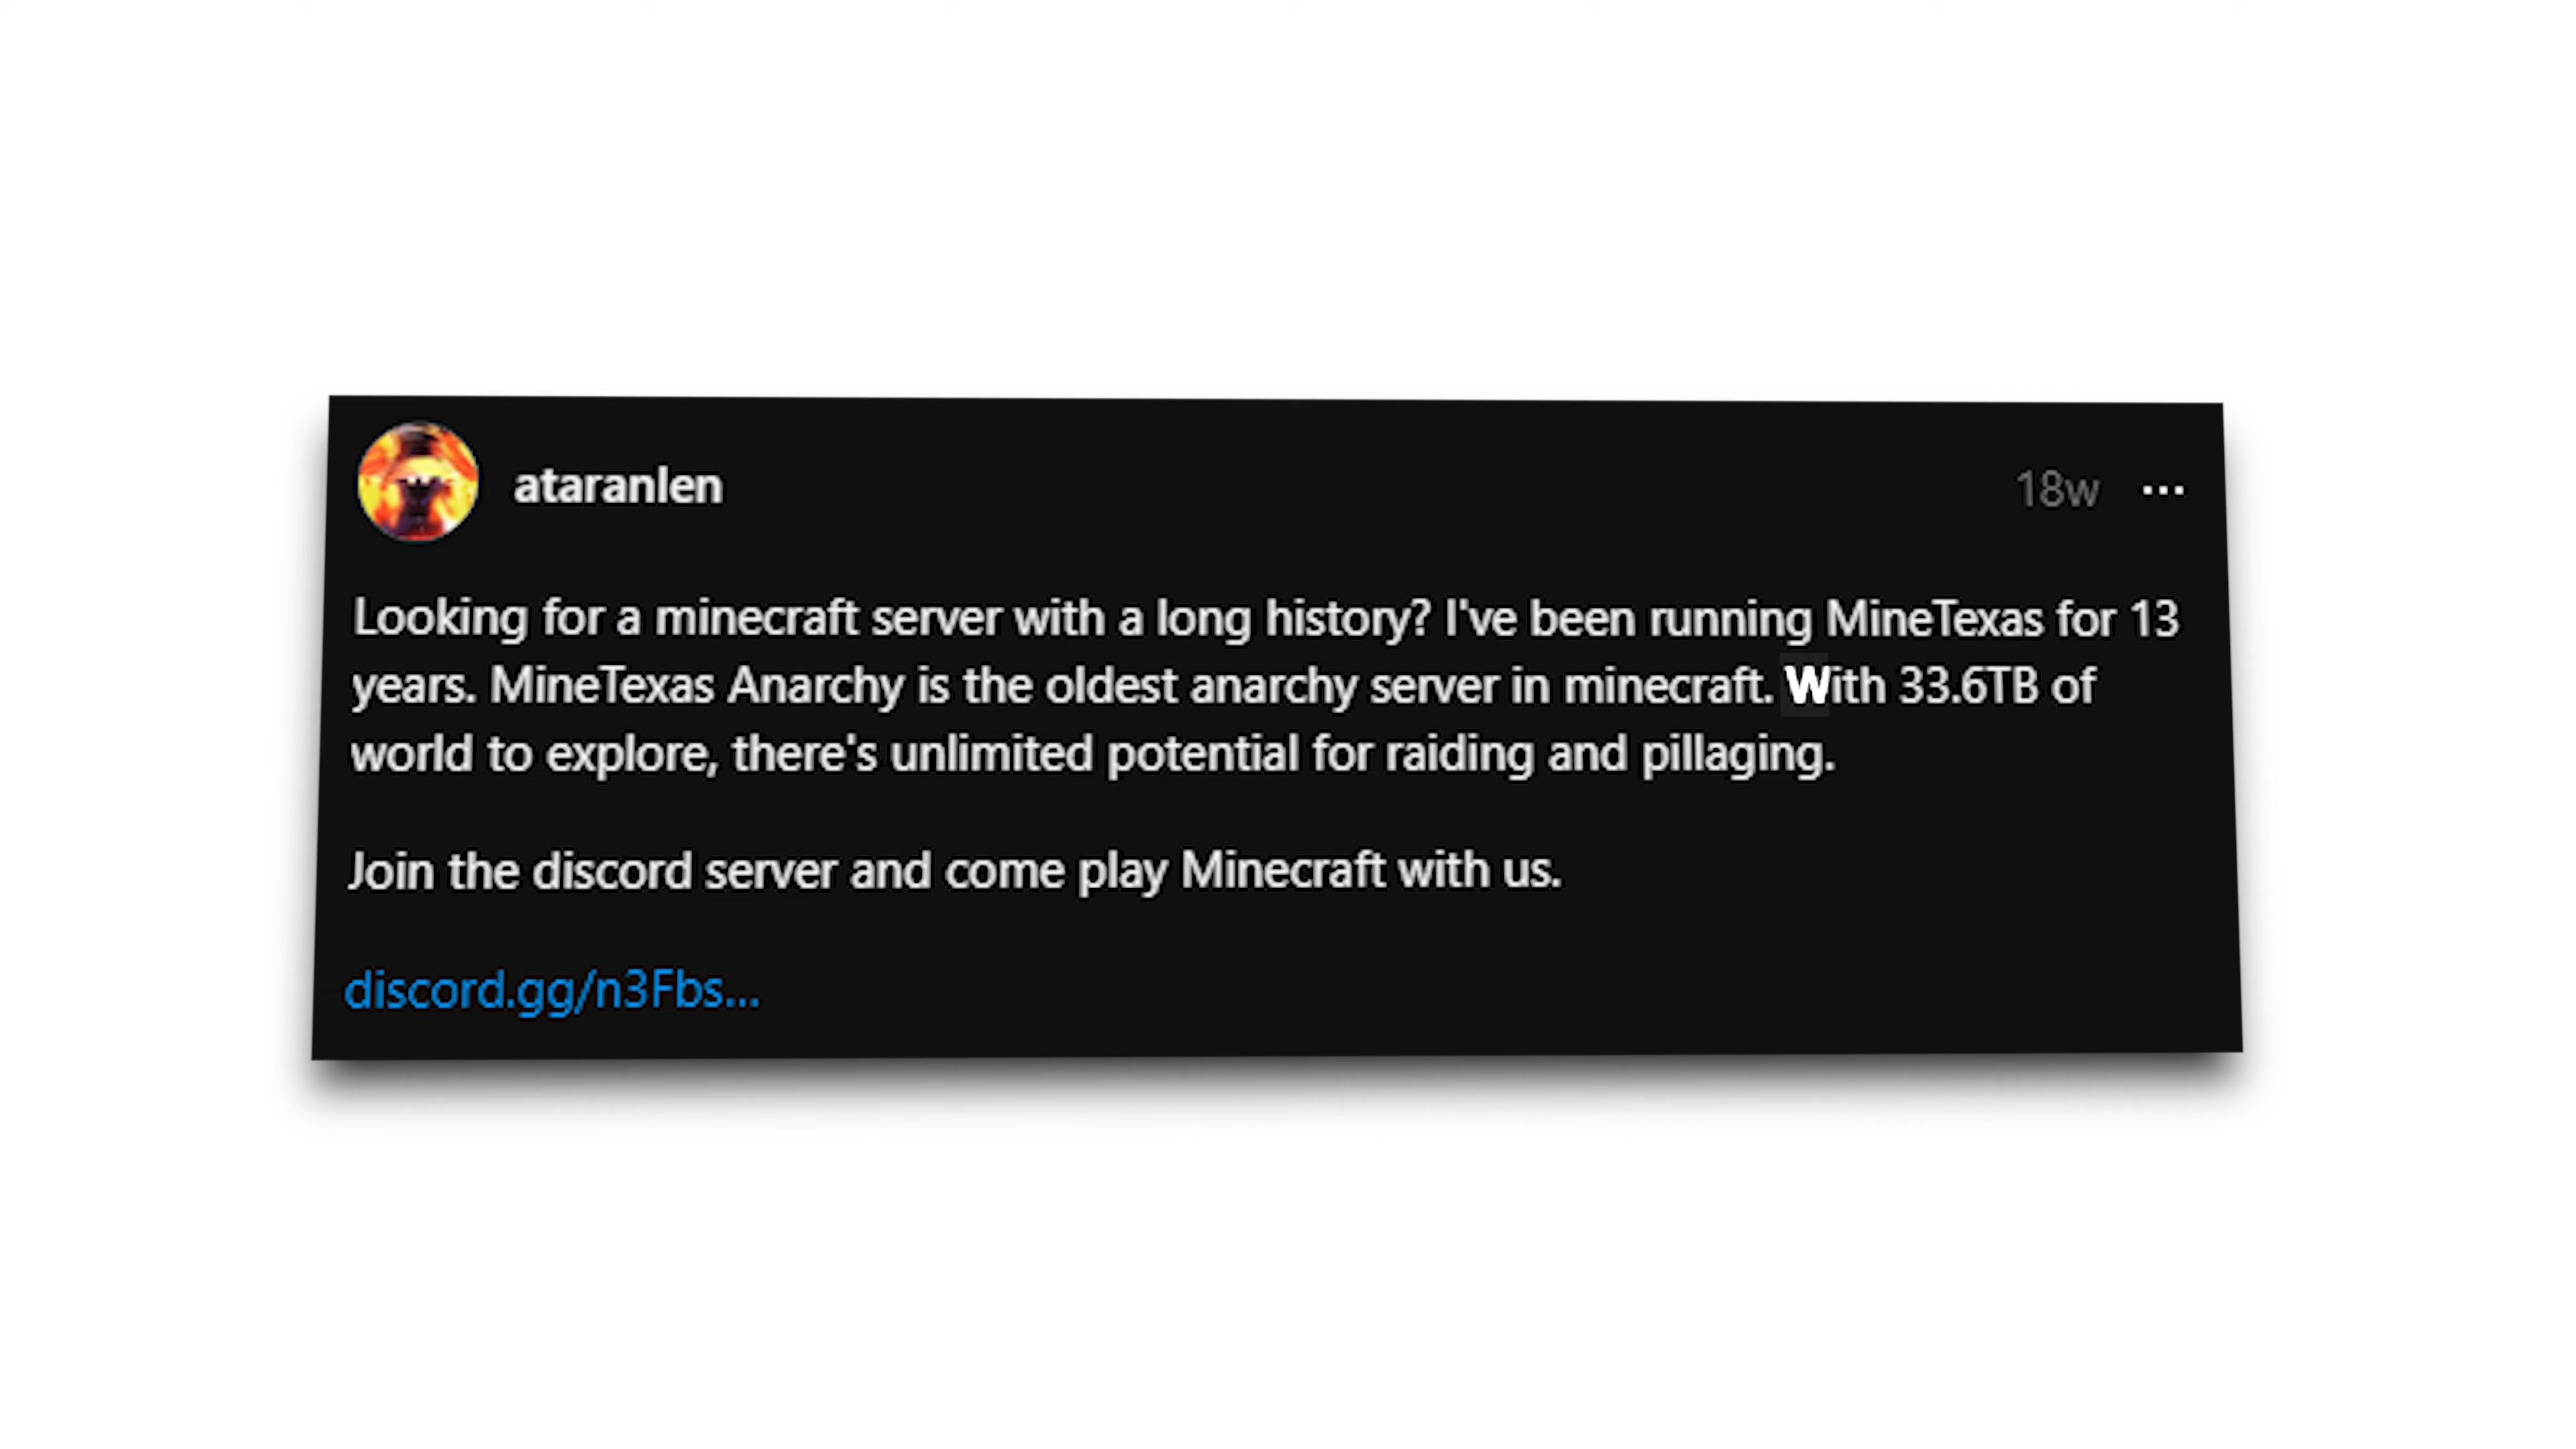 ataranlen
18w ...
Looking for a minecraft server with a long history? I've been running MineTexas for 13
years. MineTexas Anarchy is the oldest anarchy server in minecraft. With 33.6TB of
world to explore, there's unlimited potential for raiding and pillaging.
Join the discord server and come play Minecraft with us.
discord.gg/n3Fbs...